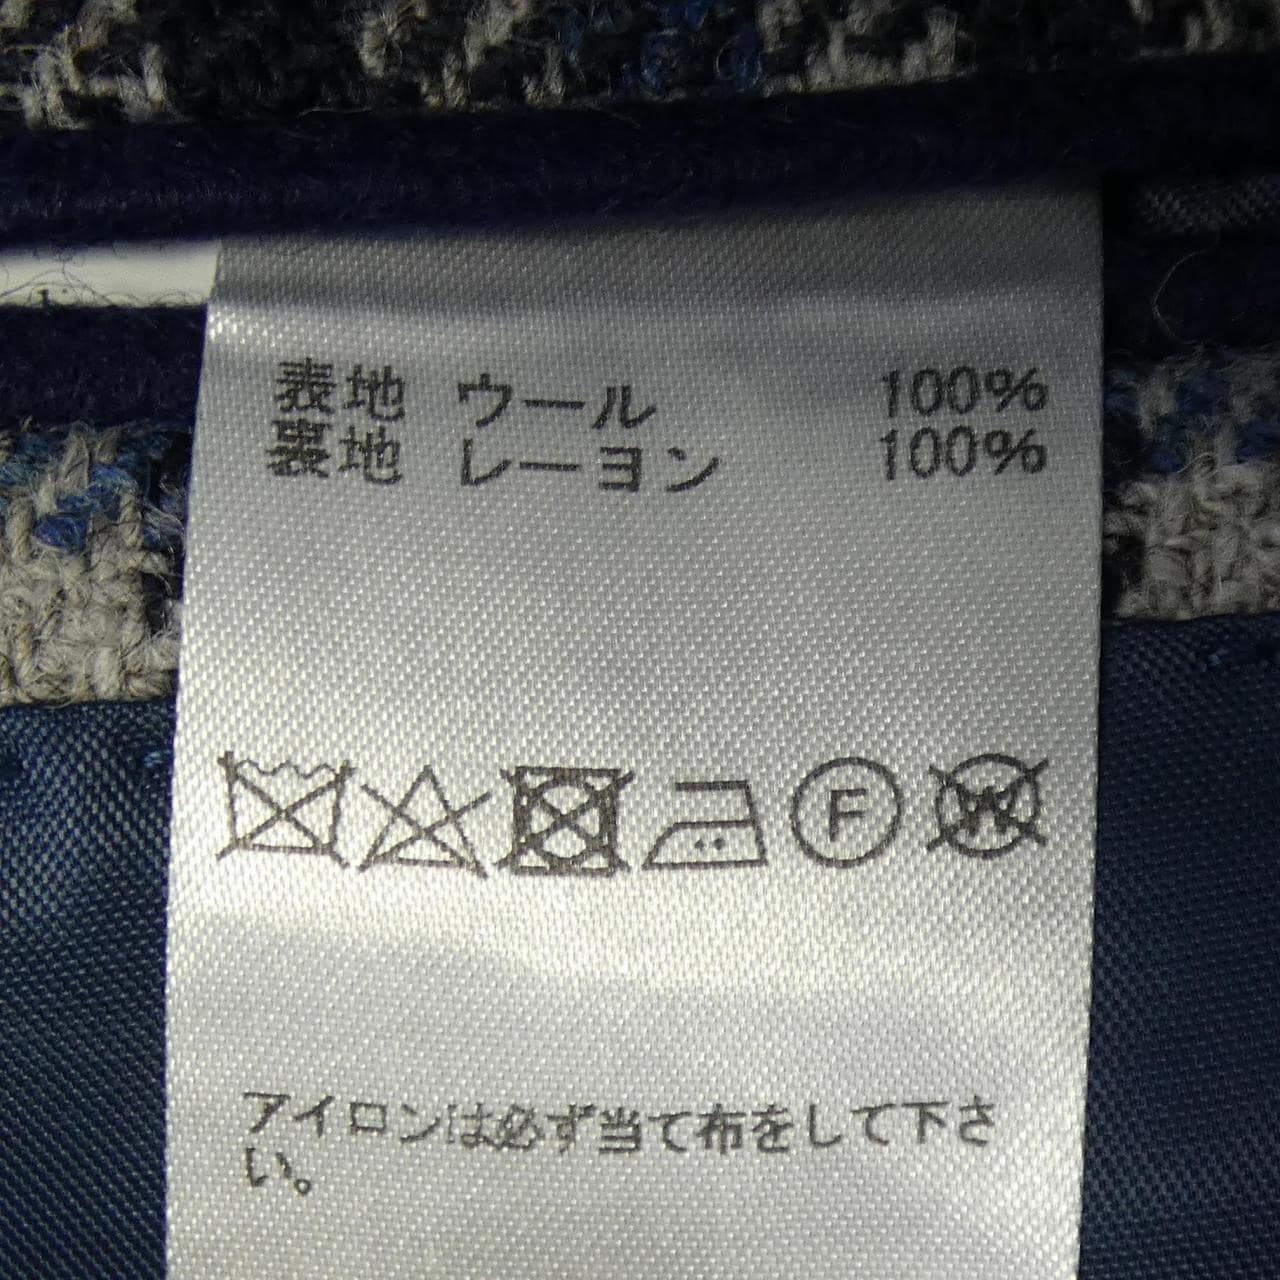 表地 ウール 100%
裏地 レーヨン 100%
F W
アイロンは必ず当て布をして下さ
い。